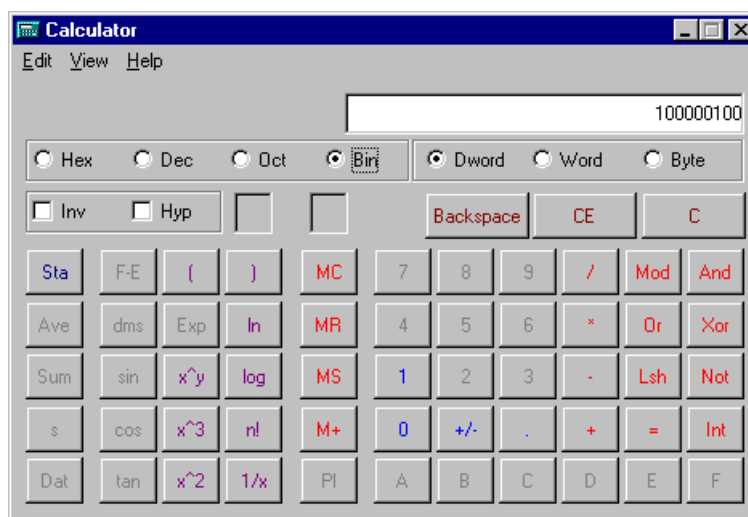 Calculator
Edit View Help
100000100
Hex Dec Oct Bin Dword Word Byte
Inv Hyp Backspace CE C
Sta F-E ( ) MC 7 8 9 / Mod And
Ave dms Exp ln MR 4 5 6 * Or Xor
Sum sin x^y log MS 1 2 3 - Lsh Not
s cos x^3 n! M+ 0 +/- . + = Int
Dat tan x^2 1/x PI A B C D E F